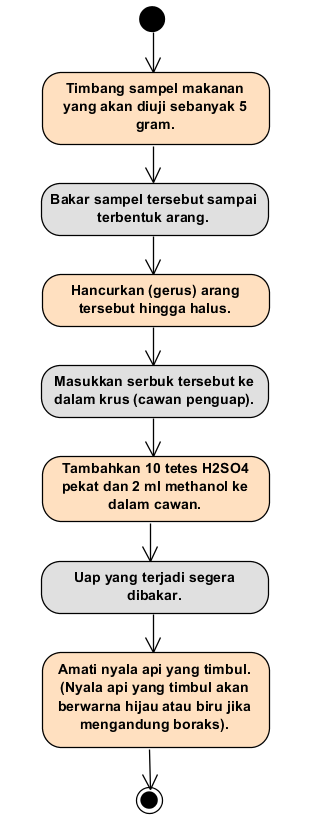 Timbang sampel makanan
yang akan diuji sebanyak 5
gram.
Bakar sampel tersebut sampai
terbentuk arang.
Hancurkan (gerus) arang
tersebut hingga halus.
Masukkan serbuk tersebut ke
dalam krus (cawan penguap).
Tambahkan 10 tetes H2SO4
pekat dan 2 ml methanol ke
dalam cawan.
Uap yang terjadi segera
dibakar.
Amati nyala api yang timbul.
(Nyala api yang timbul akan
berwarna hijau atau biru jika
mengandung boraks).